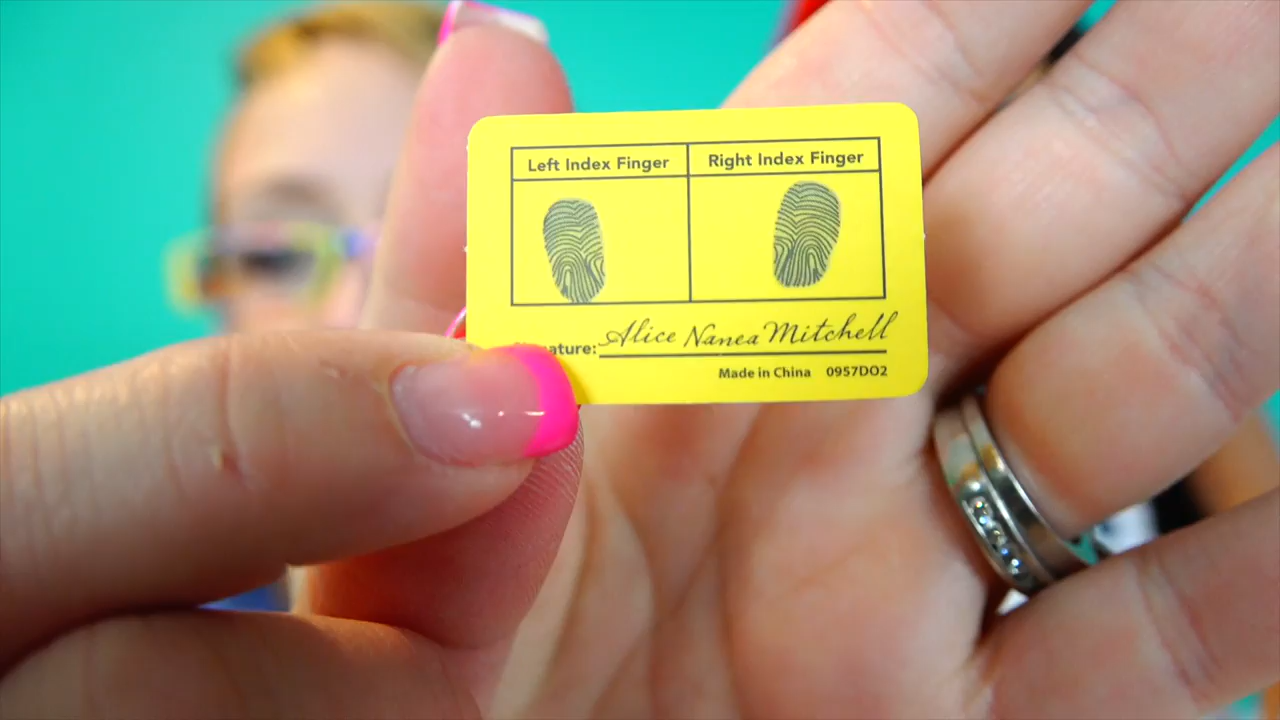 Left Index Finger Right Index Finger
ature: Alice Nanea Mitchell
Made in China 0957DO2